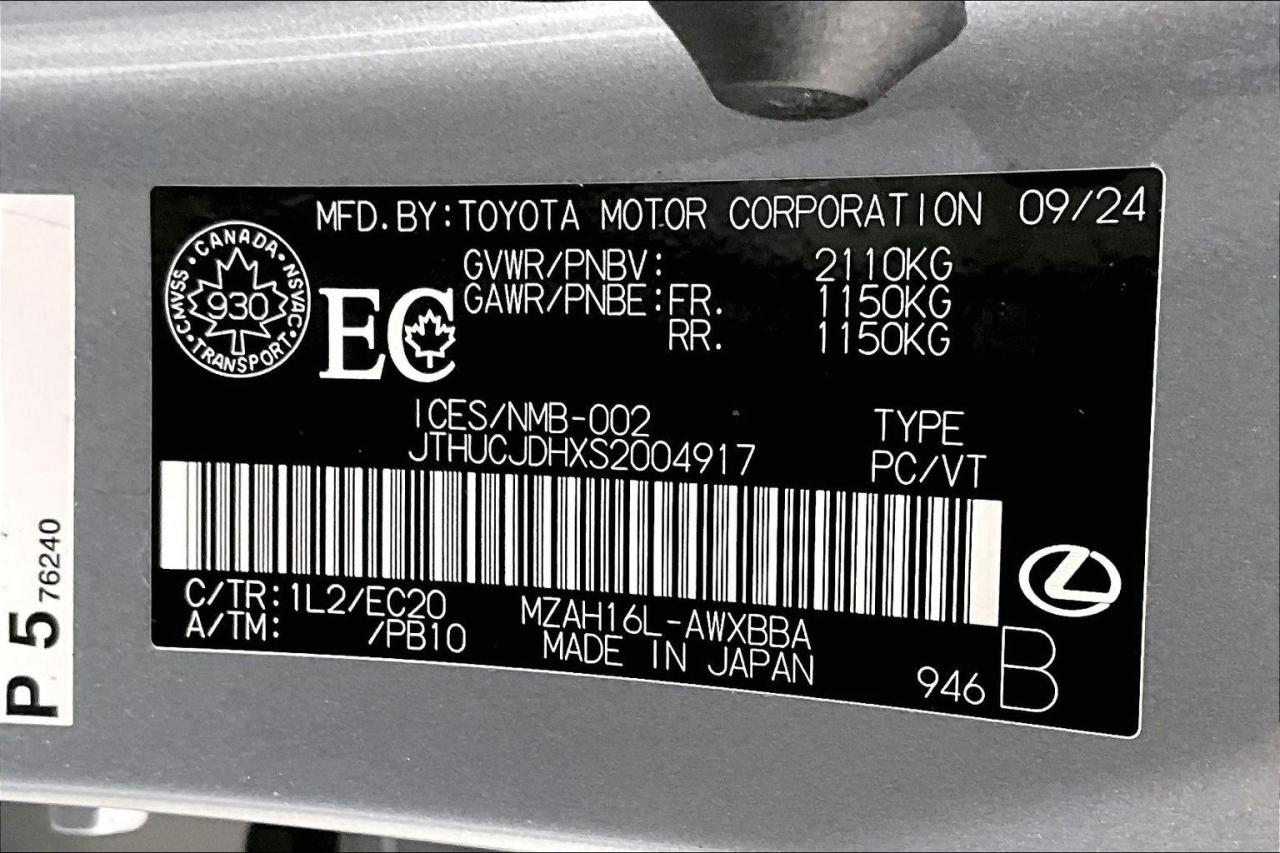 MFD.BY:TOYOTA MOTOR CORPORATION 09/24
GVWR/PNBV: 2110KG
GAWR/PNBE:FR. 1150KG
RR. 1150KG
CANADA
CMVSS 930 NSVAC
TRANSPORT
EC
ICES/NMB-002
JTHUCJDHXS2004917
TYPE
PC/VT
C/TR:1L2/EC20
A/TM: /PB10
MZAH16L-AWXBBA
MADE IN JAPAN
946 B
P 5 76240